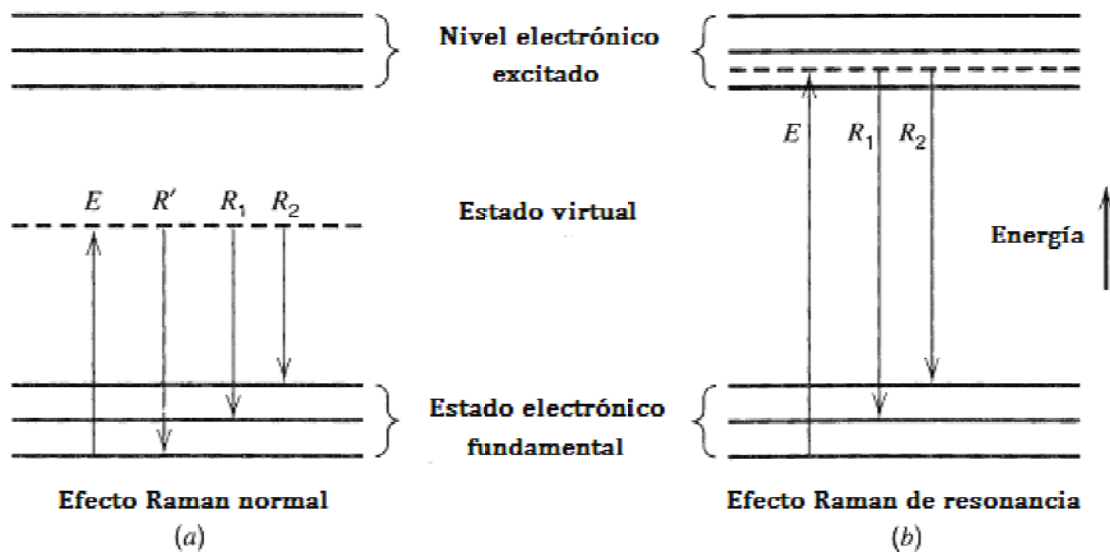 Nivel electrónico
excitado
E R₁ R₂
E R′ R₁ R₂
Estado virtual
Energía
Estado electrónico
fundamental
Efecto Raman normal
(a)
Efecto Raman de resonancia
(b)